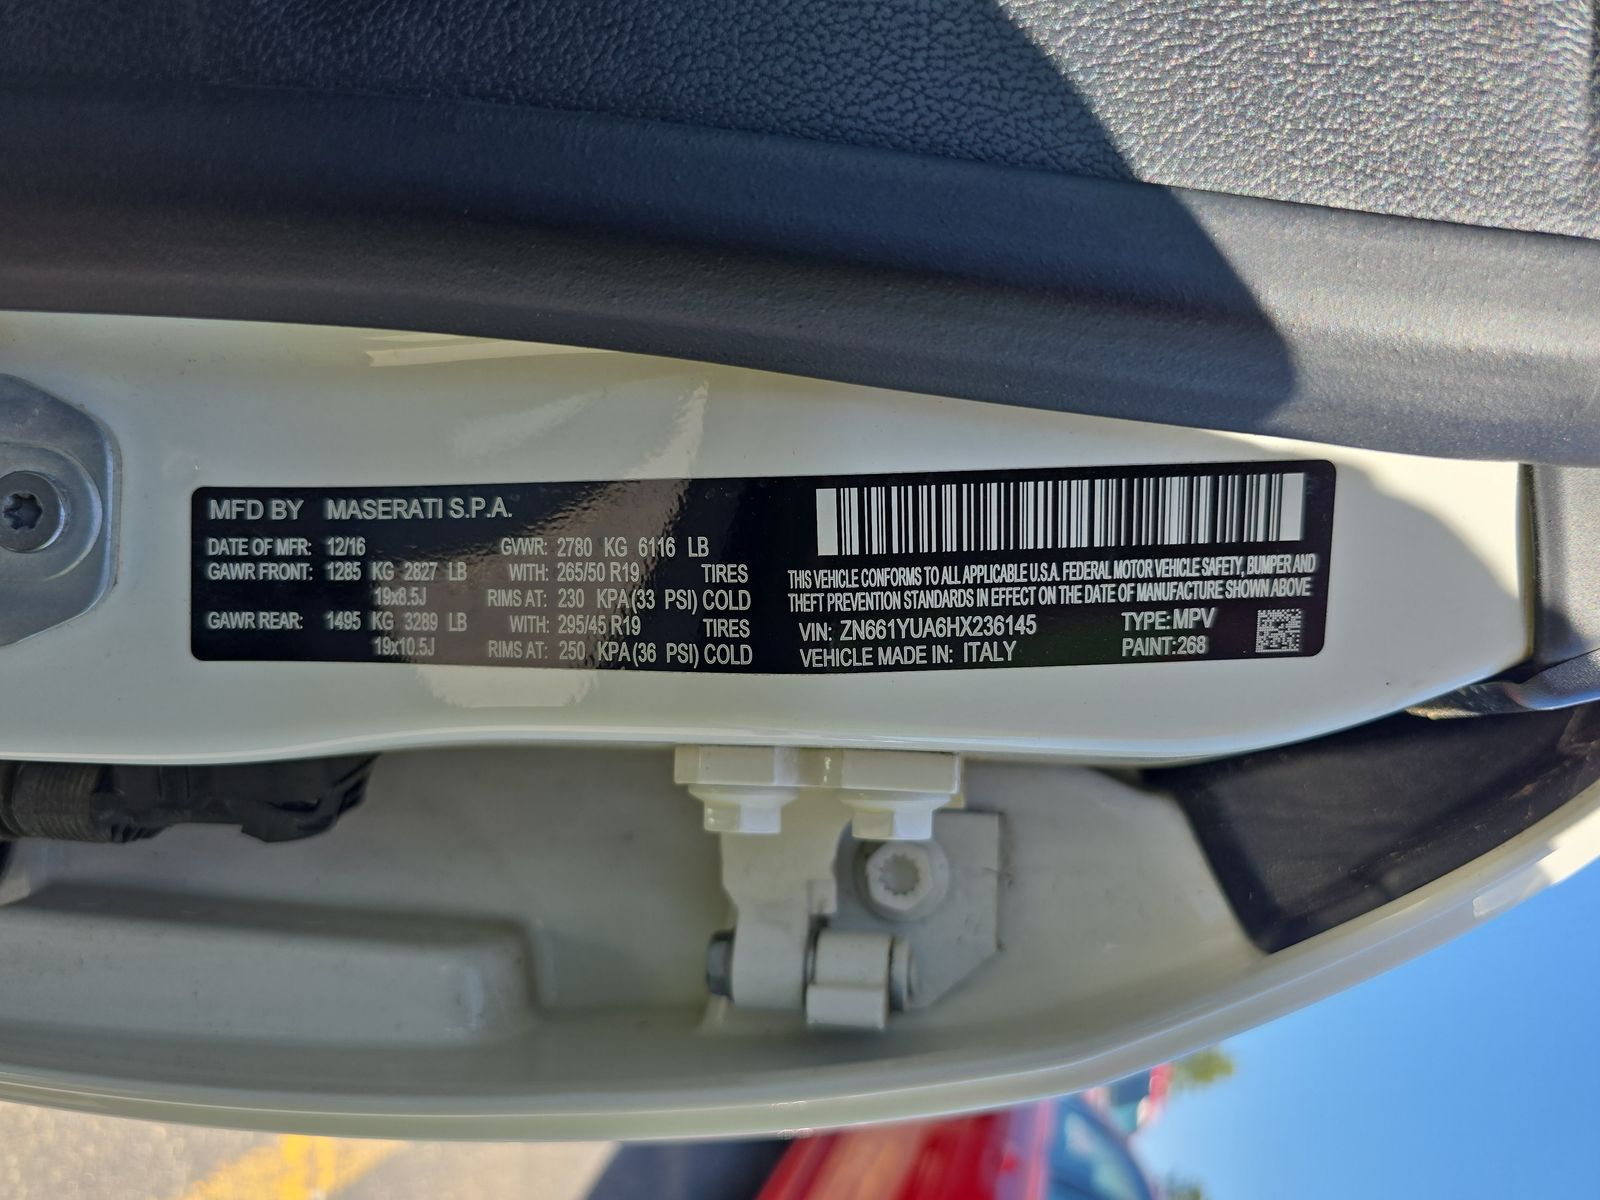 MFD BY MASERATI S.P.A.
DATE OF MFR: 12/16 GVWR: 2780 KG 6116 LB
GAWR FRONT: 1285 KG 2827 LB WITH: 265/50 R19 TIRES
19x8.5J RIMS AT: 230 KPA(33 PSI) COLD
GAWR REAR: 1495 KG 3289 LB WITH: 295/45 R19 TIRES
19x10.5J RIMS AT: 250 KPA(36 PSI) COLD
THIS VEHICLE CONFORMS TO ALL APPLICABLE U.S.A. FEDERAL MOTOR VEHICLE SAFETY, BUMPER AND
THEFT PREVENTION STANDARDS IN EFFECT ON THE DATE OF MANUFACTURE SHOWN ABOVE
VIN: ZN661YUA6HX236145 TYPE: MPV
VEHICLE MADE IN: ITALY PAINT:268